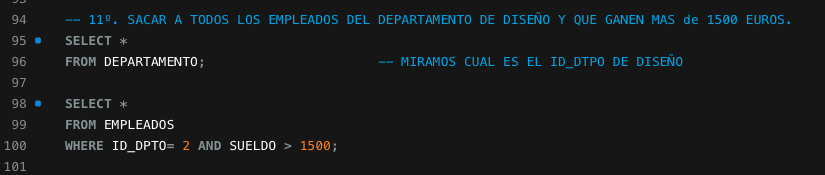 94 -- 11º. SACAR A TODOS LOS EMPLEADOS DEL DEPARTAMENTO DE DISEÑO Y QUE GANEN MAS de 1500 EUROS.
95 SELECT *
96 FROM DEPARTAMENTO; -- MIRAMOS CUAL ES EL ID_DTPO DE DISEÑO
97
98 SELECT *
99 FROM EMPLEADOS
100 WHERE ID_DPTO= 2 AND SUELDO > 1500;
101